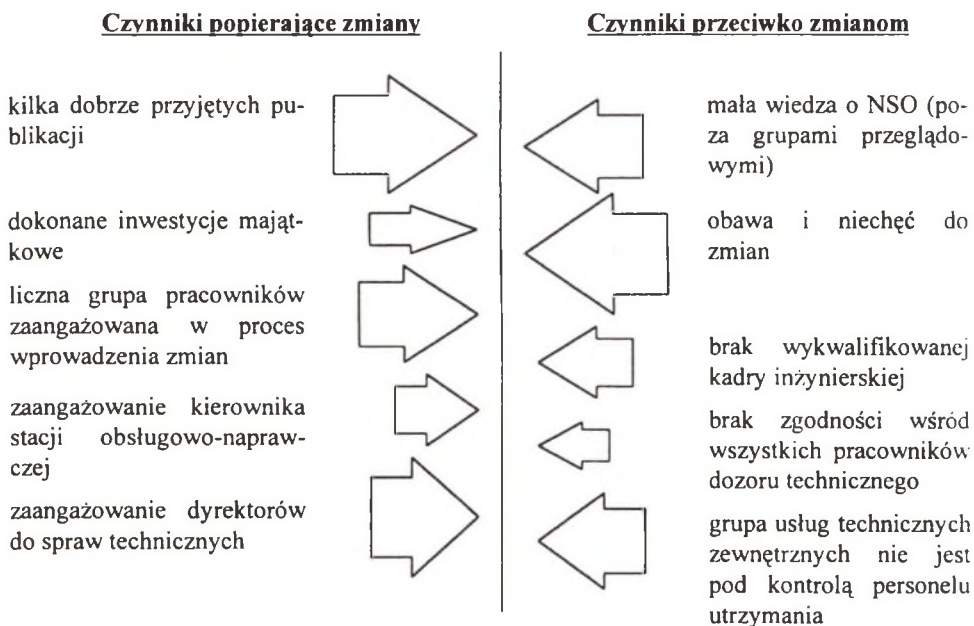 Czynniki popierające zmiany
kilka dobrze przyjętych pu-
blikacji
dokonane inwestycje mająt-
kowe
liczna grupa pracowników
zaangażowana w proces
wprowadzenia zmian
zaangażowanie kierownika
stacji obsługowo-napraw-
czej
zaangażowanie dyrektorów
do spraw technicznych
Czynniki przeciwko zmianom
mała wiedza o NSO (po-
za grupami przeglądo-
wymi)
obawa i niechęć do
zmian
brak wykwalifikowanej
kadry inżynierskiej
brak zgodności wśród
wszystkich pracowników
dozoru technicznego
grupa usług technicznych
zewnętrznych nie jest
pod kontrolą personelu
utrzymania